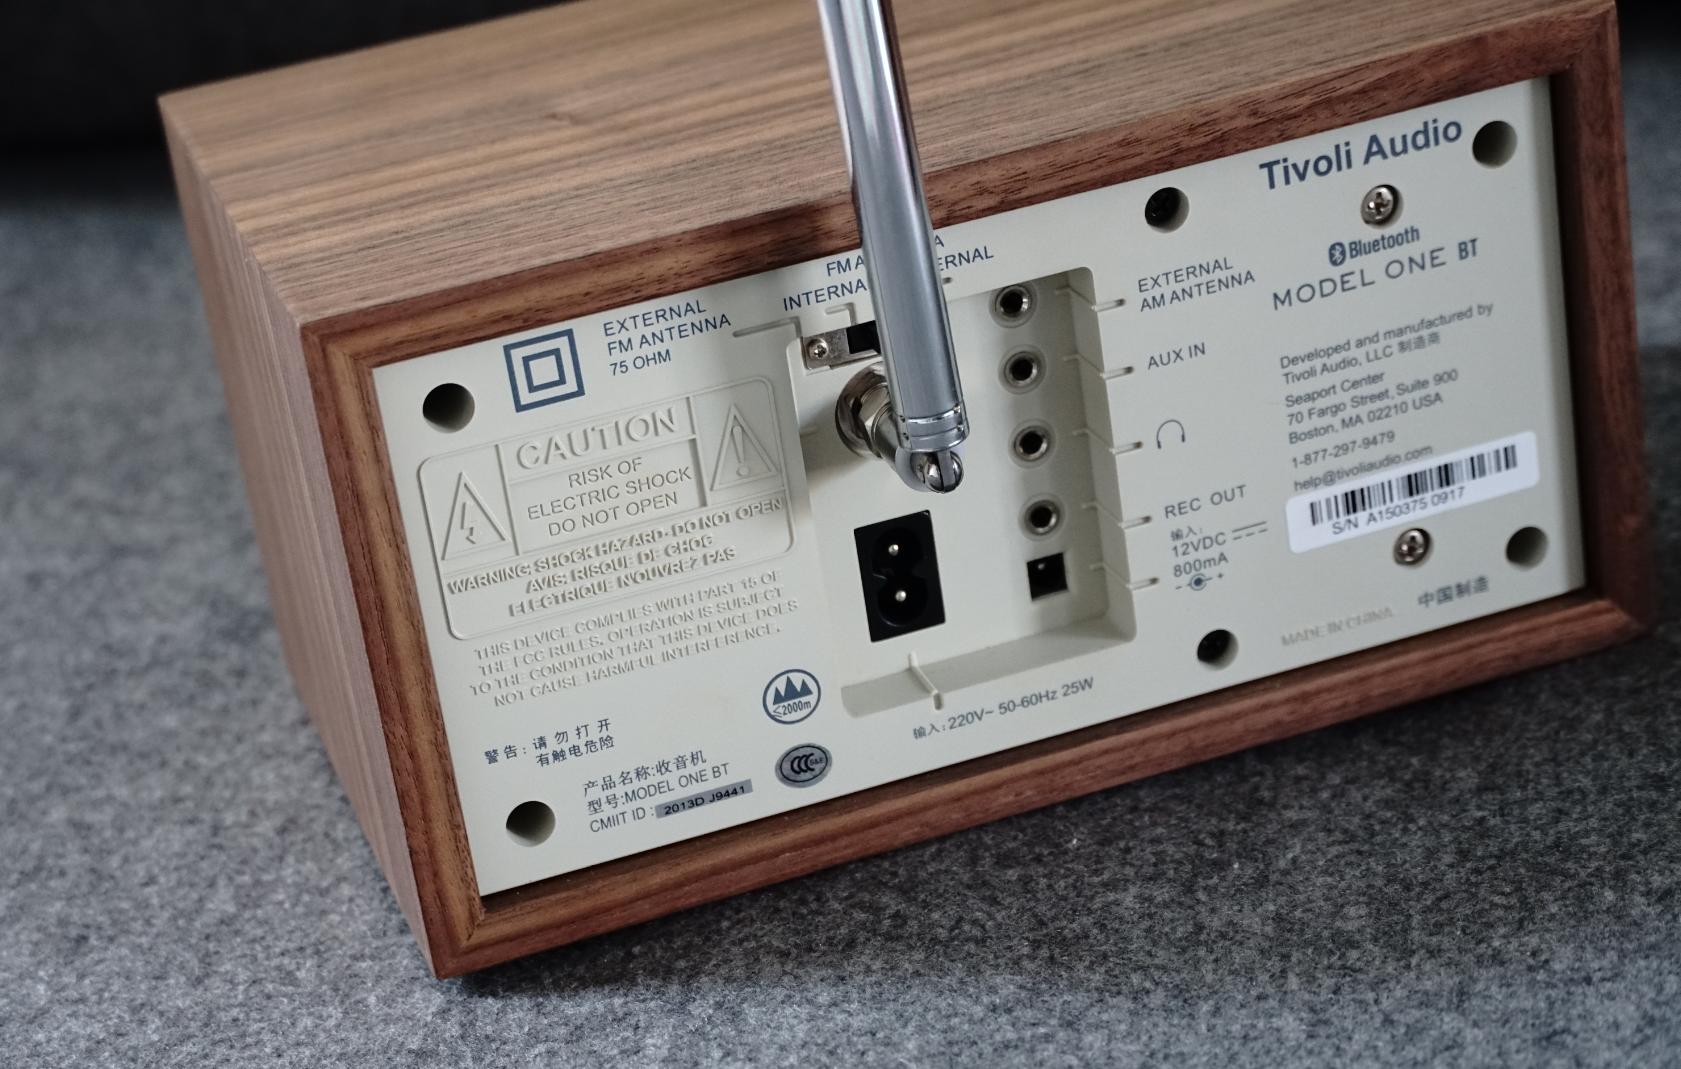 EXTERNAL
FM ANTENNA
75 OHM
CAUTION
RISK OF
ELECTRIC SHOCK
DO NOT OPEN
WARNING: SHOCK HAZARD - DO NOT OPEN
AVIS: RISQUE DE CHOC
ELECTRIQUE N'OUVREZ PAS
THIS DEVICE COMPLIES WITH PART 15 OF
THE FCC RULES. OPERATION IS SUBJECT
TO THE CONDITION THAT THIS DEVICE DOES
NOT CAUSE HARMFUL INTERFERENCE.
警告: 请勿打开
有触电危险
产品名称:收音机
型号:MODEL ONE BT
CMIIT ID : 2013D J9441
≤2000m
CCC S&E
FM
输入: 220V~ 50-60Hz 25W
EXTERNAL
AM ANTENNA
AUX IN
REC OUT
输入:
12VDC
800mA
- +
Tivoli Audio
Bluetooth
MODEL ONE BT
Developed and manufactured by
Tivoli Audio, LLC 制造商
Seaport Center
70 Fargo Street, Suite 900
Boston, MA 02210 USA
1-877-297-9479
help@tivoliaudio.com
S/N A150375 0917
中国制造
MADE IN CHINA